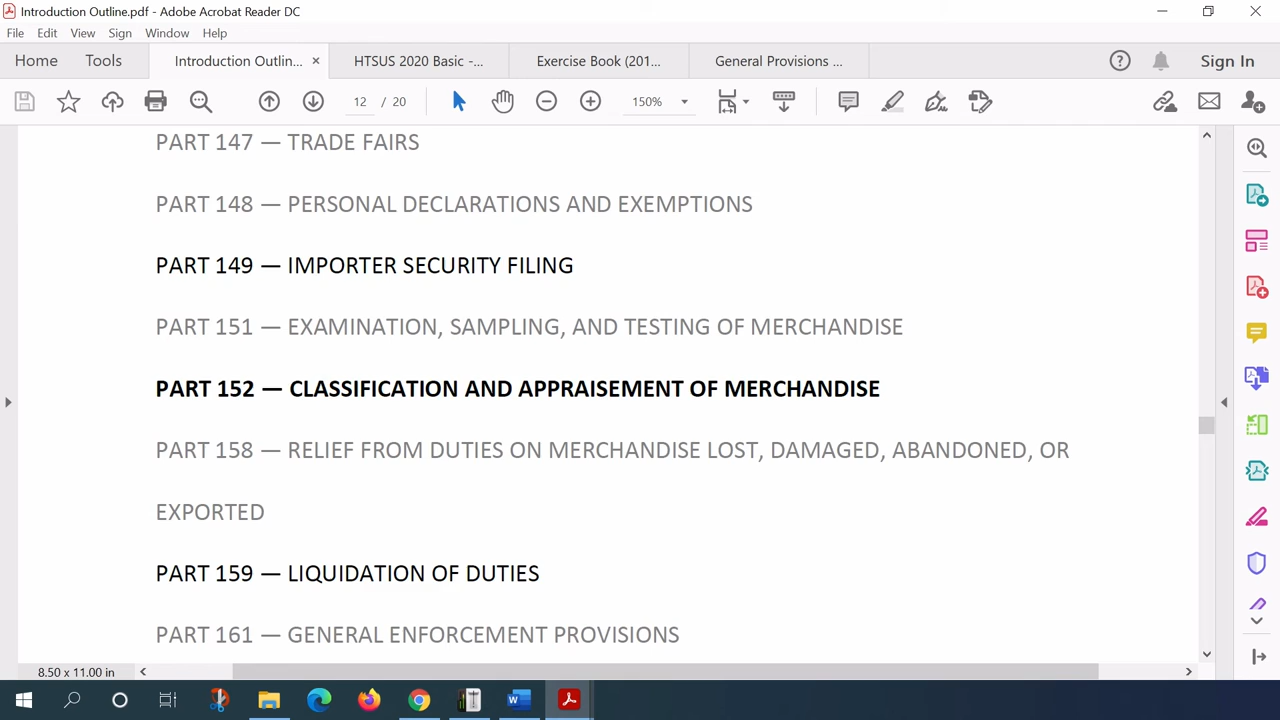 Introduction Outline.pdf - Adobe Acrobat Reader DC
File Edit View Sign Window Help
Home Tools Introduction Outlin... × HTSUS 2020 Basic -... Exercise Book (201... General Provisions ... Sign In
12 / 20 150%
PART 147 — TRADE FAIRS
PART 148 — PERSONAL DECLARATIONS AND EXEMPTIONS
PART 149 — IMPORTER SECURITY FILING
PART 151 — EXAMINATION, SAMPLING, AND TESTING OF MERCHANDISE
PART 152 — CLASSIFICATION AND APPRAISEMENT OF MERCHANDISE
PART 158 — RELIEF FROM DUTIES ON MERCHANDISE LOST, DAMAGED, ABANDONED, OR
EXPORTED
PART 159 — LIQUIDATION OF DUTIES
PART 161 — GENERAL ENFORCEMENT PROVISIONS
8.50 x 11.00 in